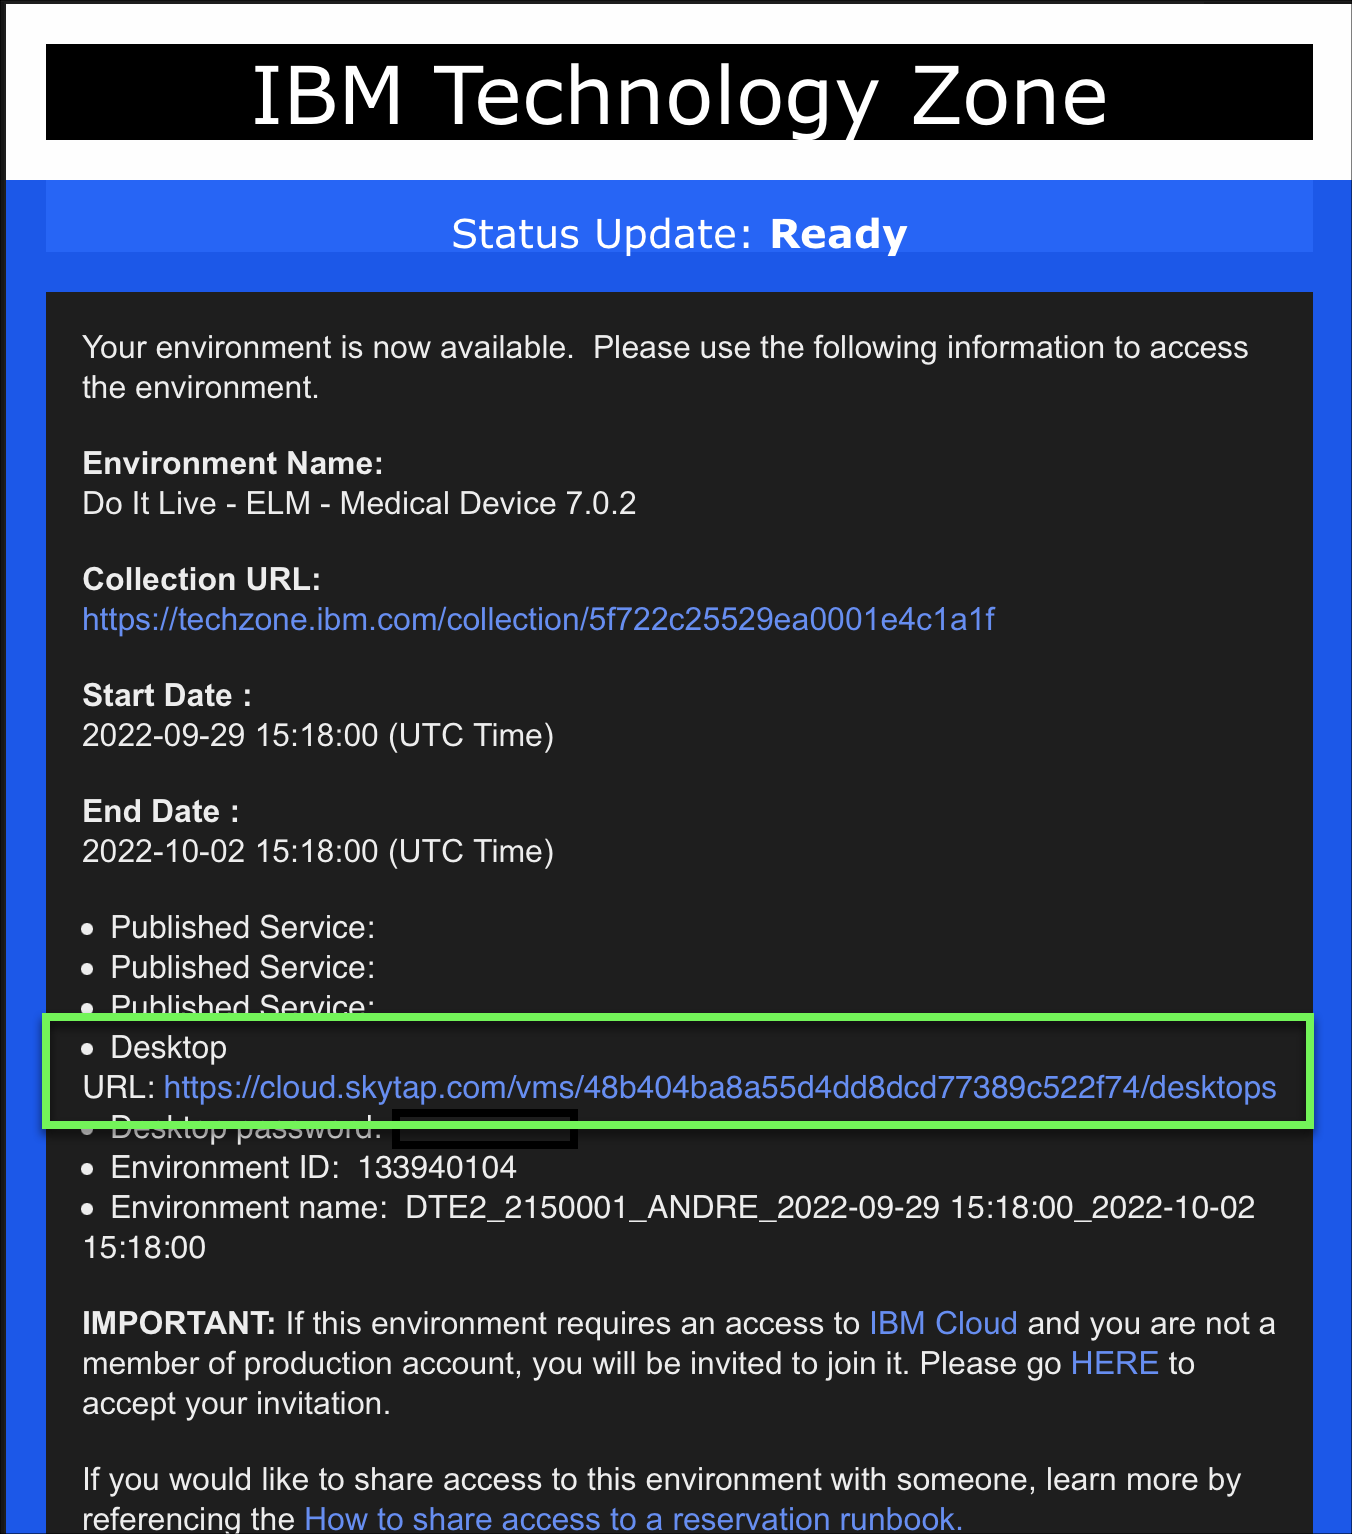 IBM Technology Zone
Status Update: Ready
Your environment is now available.  Please use the following information to access
the environment.
Environment Name:
Do It Live - ELM - Medical Device 7.0.2
Collection URL:
https://techzone.ibm.com/collection/5f722c25529ea0001e4c1a1f
Start Date :
2022-09-29 15:18:00 (UTC Time)
End Date :
2022-10-02 15:18:00 (UTC Time)
• Published Service:
• Published Service:
• Published Service:
• Desktop
URL: https://cloud.skytap.com/vms/48b404ba8a55d4dd8dcd77389c522f74/desktops
• Desktop password:
• Environment ID:  133940104
• Environment name:  DTE2_2150001_ANDRE_2022-09-29 15:18:00_2022-10-02
15:18:00
IMPORTANT: If this environment requires an access to IBM Cloud and you are not a
member of production account, you will be invited to join it. Please go HERE to
accept your invitation.
If you would like to share access to this environment with someone, learn more by
referencing the How to share access to a reservation runbook.